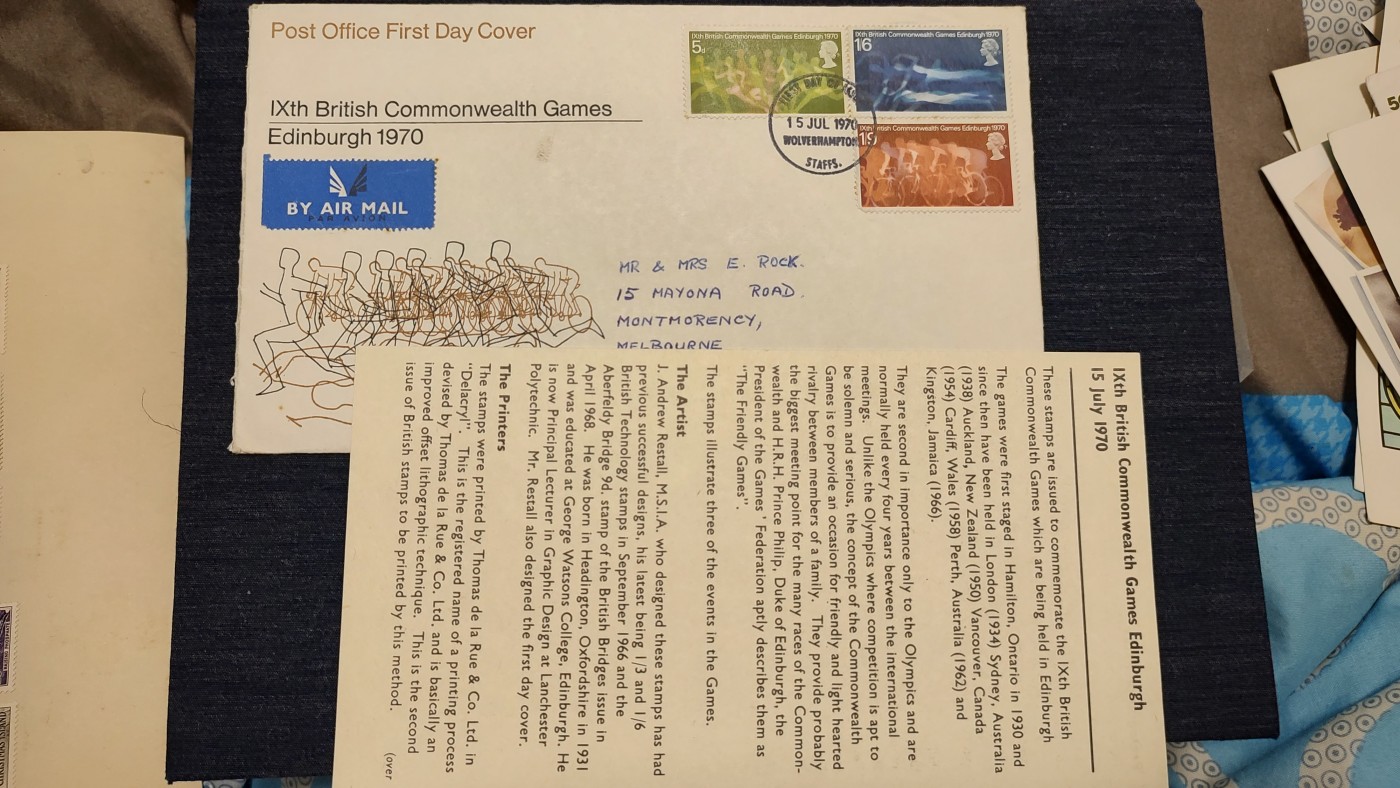 Post Office First Day Cover
IXth British Commonwealth Games
Edinburgh 1970
BY AIR MAIL
PAR AVION
IXth British Commonwealth Games Edinburgh 1970
5d
IXth British Commonwealth Games Edinburgh 1970
16
British Commonwealth Games Edinburgh 1970
19
FIRST DAY OF
15 JUL 1970
WOLVERHAMPTON
STAFFS.
MR & MRS E. ROCK.
15 MAYONA ROAD.
MONTMORENCY,
MELBOURNE
IXth British Commonwealth Games Edinburgh
15 July 1970
These stamps are issued to commemorate the IXth British
Commonwealth Games which are being held in Edinburgh
The games were first staged in Hamilton, Ontario in 1930 and
since then have been held in London (1934) Sydney, Australia
(1938) Auckland, New Zealand (1950) Vancouver, Canada
(1954) Cardiff, Wales (1958) Perth, Australia (1962) and
Kingston, Jamaica (1966).
They are second in importance only to the Olympics and are
normally held every four years between the international
meetings. Unlike the Olympics where competition is apt to
be solemn and serious, the concept of the Commonwealth
Games is to provide an occasion for friendly and light hearted
rivalry between members of a family. They provide probably
the biggest meeting point for the many races of the Common-
wealth and H.R.H. Prince Philip, Duke of Edinburgh, the
President of the Games' Federation aptly describes them as
"The Friendly Games".
The stamps illustrate three of the events in the Games.
The Artist
J. Andrew Restall, M.S.I.A. who designed these stamps has had
previous successful designs, his latest being 1/3 and 1/6
British Technology stamps in September 1966 and the
Aberfeldy Bridge 9d. stamp of the British Bridges issue in
April 1968. He was born in Headington, Oxfordshire in 1931
and was educated at George Watsons College, Edinburgh. He
is now Principal Lecturer in Graphic Design at Lanchester
Polytechnic. Mr. Restall also designed the first day cover.
The Printers
The stamps were printed by Thomas de la Rue & Co. Ltd. in
"Delacryl". This is the registered name of a printing process
devised by Thomas de la Rue & Co. Ltd. and is basically an
improved offset lithographic technique. This is the second
issue of British stamps to be printed by this method.
(over